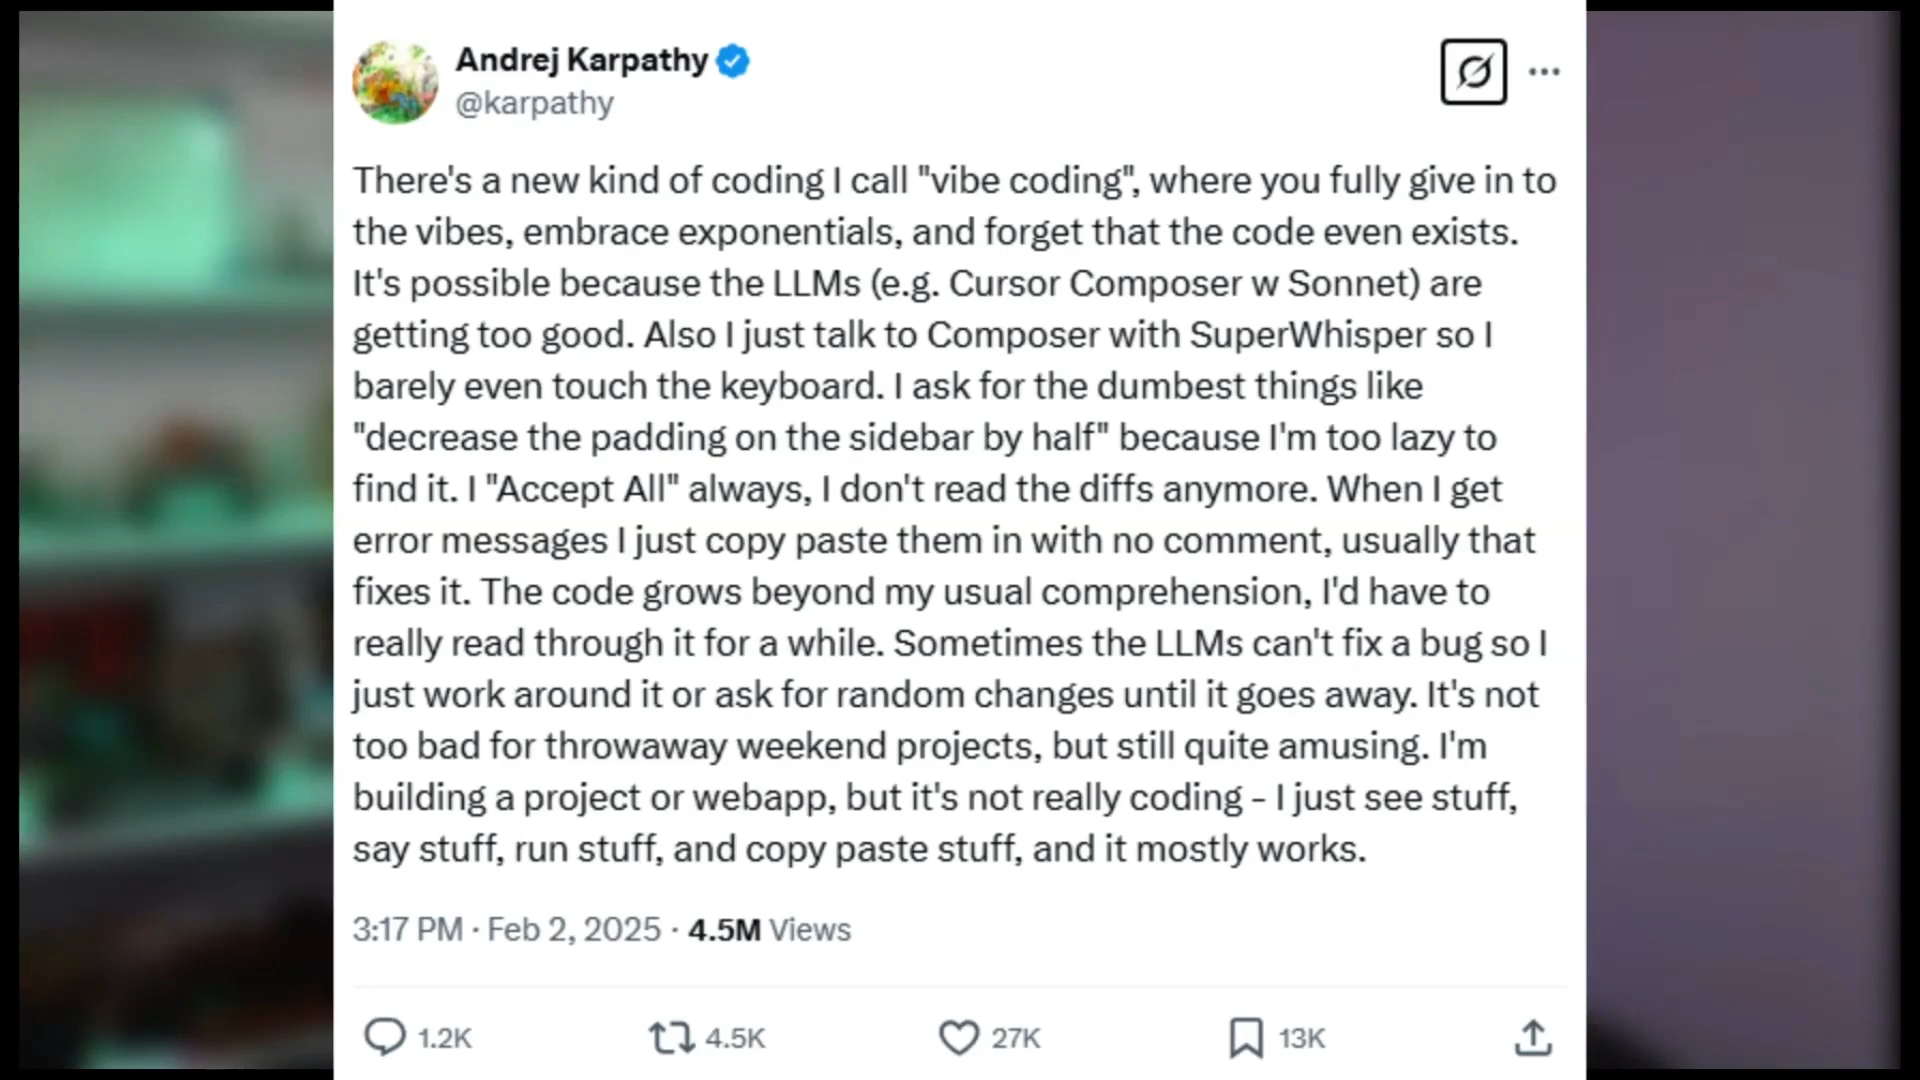 Andrej Karpathy
@karpathy
There's a new kind of coding I call "vibe coding", where you fully give in to
the vibes, embrace exponentials, and forget that the code even exists.
It's possible because the LLMs (e.g. Cursor Composer w Sonnet) are
getting too good. Also I just talk to Composer with SuperWhisper so I
barely even touch the keyboard. I ask for the dumbest things like
"decrease the padding on the sidebar by half" because I'm too lazy to
find it. I "Accept All" always, I don't read the diffs anymore. When I get
error messages I just copy paste them in with no comment, usually that
fixes it. The code grows beyond my usual comprehension, I'd have to
really read through it for a while. Sometimes the LLMs can't fix a bug so I
just work around it or ask for random changes until it goes away. It's not
too bad for throwaway weekend projects, but still quite amusing. I'm
building a project or webapp, but it's not really coding – I just see stuff,
say stuff, run stuff, and copy paste stuff, and it mostly works.
3:17 PM · Feb 2, 2025 · 4.5M Views
1.2K 4.5K 27K 13K